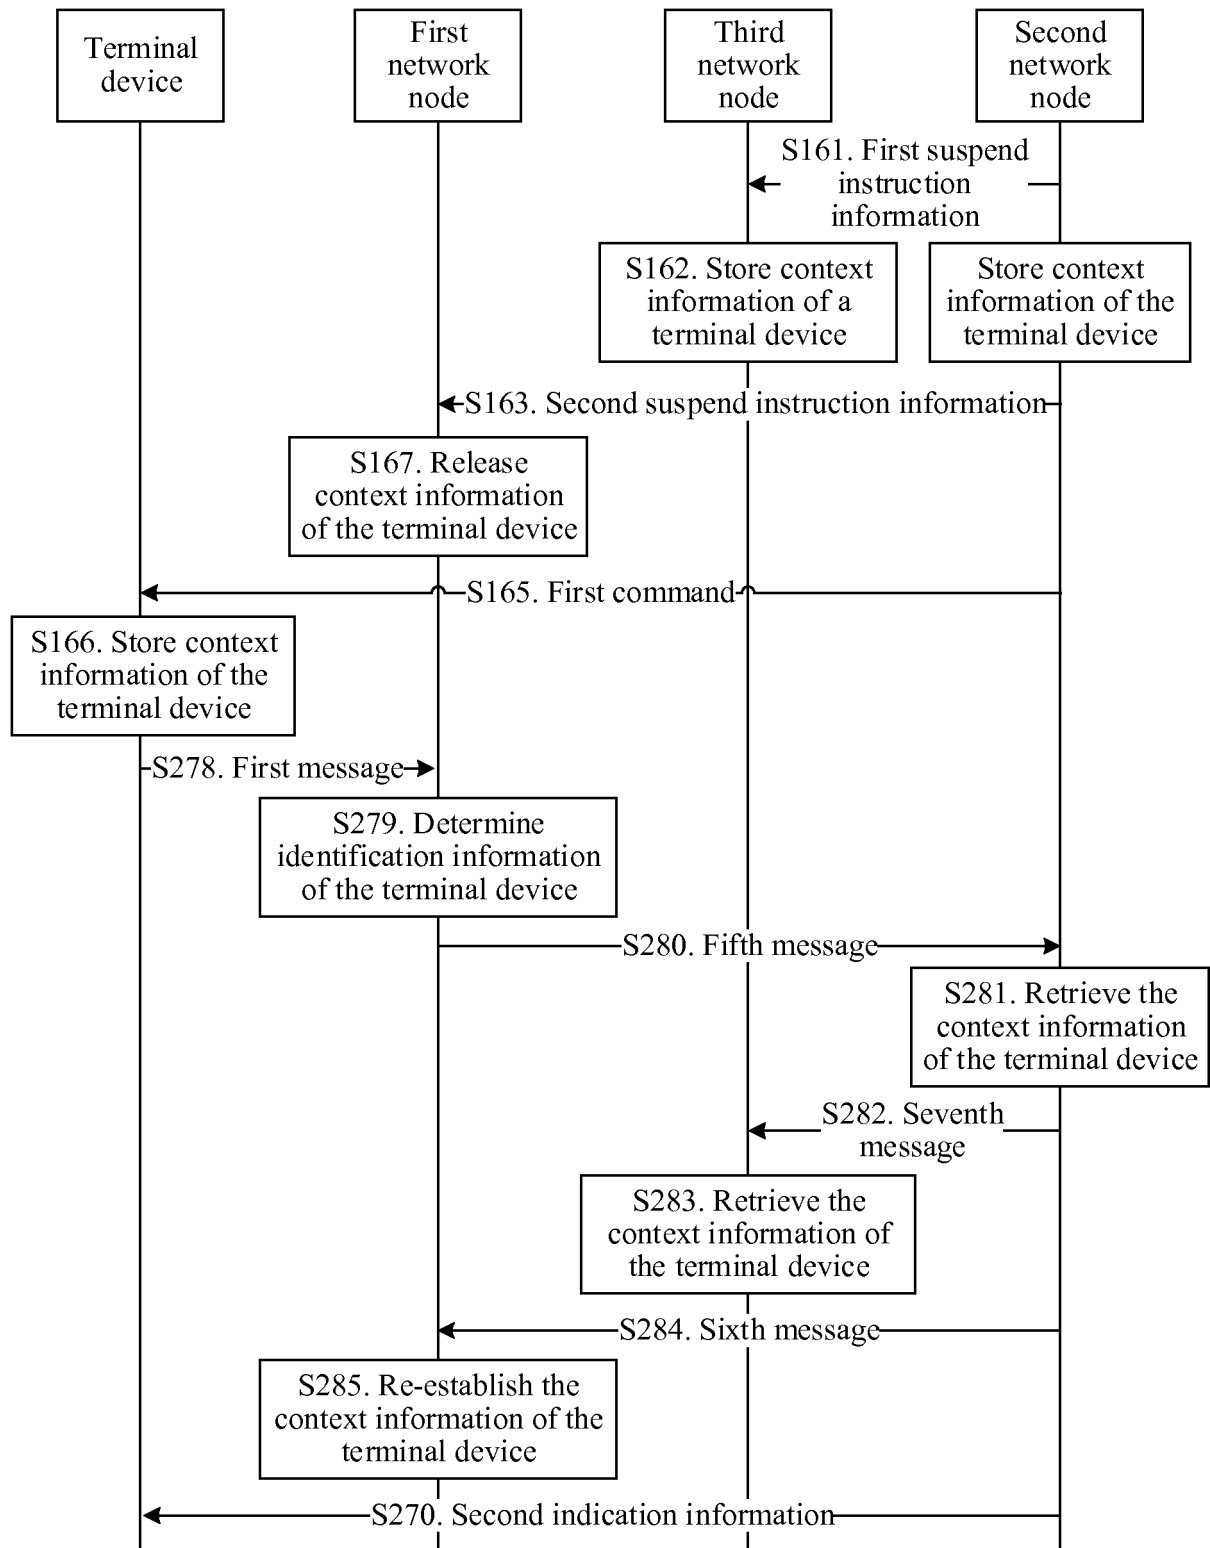 Terminal
device
First
network
node
Third
network
node
Second
network
node
S161. First suspend
instruction
information
S162. Store context
information of a
terminal device
Store context
information of the
terminal device
S163. Second suspend instruction information
S167. Release
context information
of the terminal device
S165. First command
S166. Store context
information of the
terminal device
S278. First message
S279. Determine
identification information
of the terminal device
S280. Fifth message
S281. Retrieve the
context information
of the terminal device
S282. Seventh
message
S283. Retrieve the
context information of
the terminal device
S284. Sixth message
S285. Re-establish the
context information of the
terminal device
S270. Second indication information